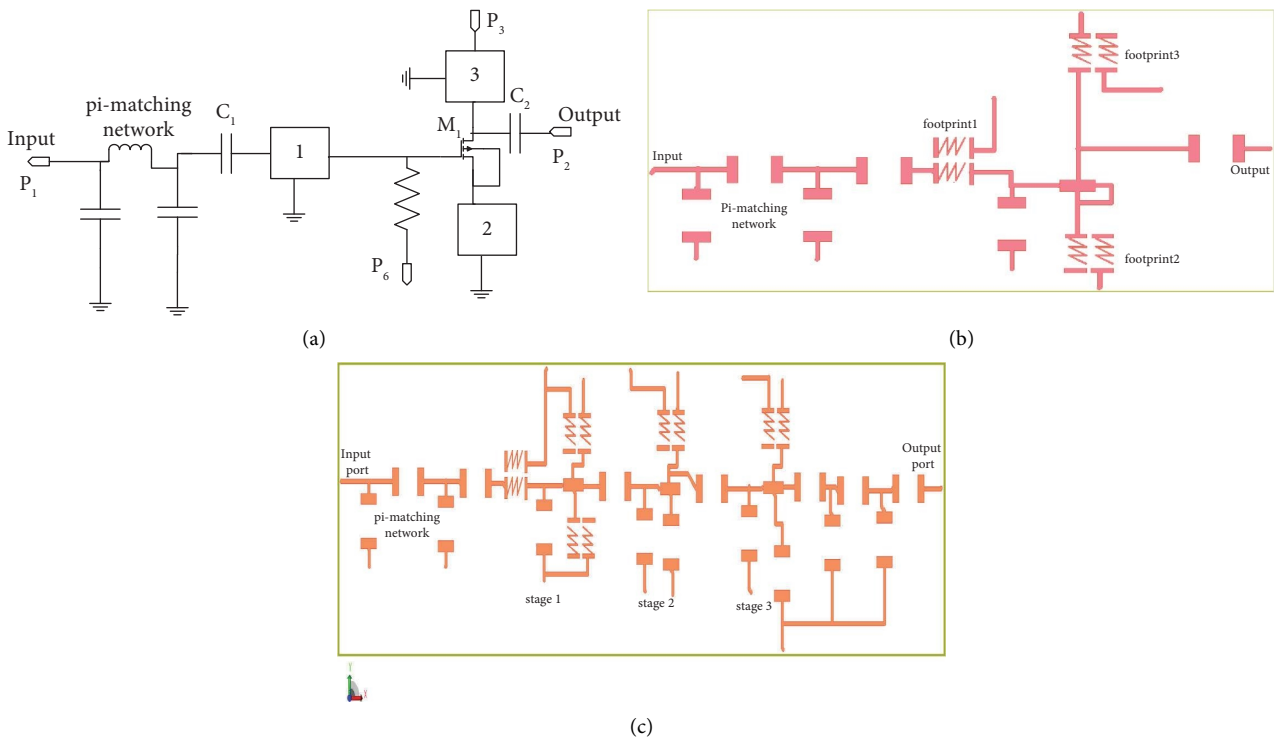 P3
3
pi-matching
network
C1
C2
Input
Output
M1
1
P1
P2
2
P6
(a)
footprint3
footprint1
Input
Output
Pi-matching
network
footprint2
(b)
Input
port
Output
port
pi-matching
network
stage 1
stage 2
stage 3
Y
X
(c)